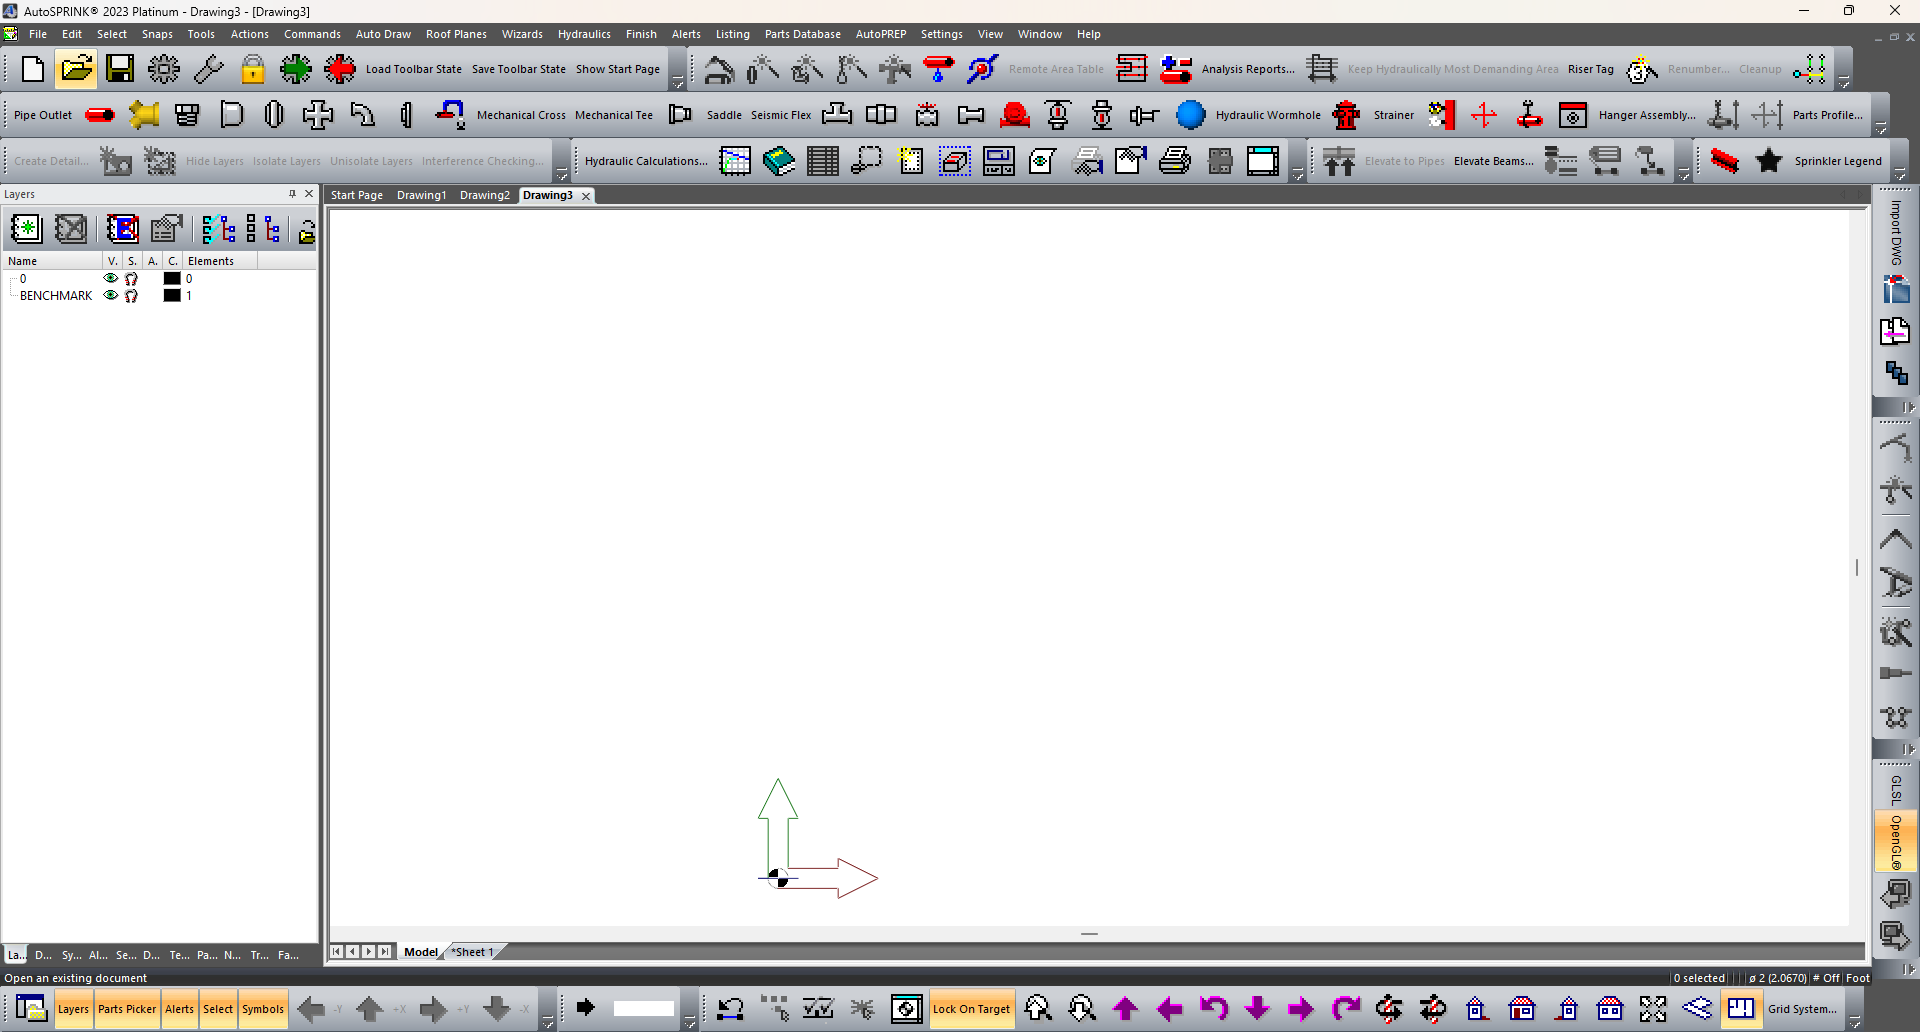 AutoSPRINK® 2023 Platinum - Drawing3 - [Drawing3]
File Edit Select Snaps Tools Actions Commands Auto Draw Roof Planes Wizards Hydraulics Finish Alerts Listing Parts Database AutoPREP Settings View Window Help
Load Toolbar State Save Toolbar State Show Start Page Remote Area Table Analysis Reports... Keep Hydraulically Most Demanding Area Riser Tag Renumber... Cleanup
Pipe Outlet Mechanical Cross Mechanical Tee Saddle Seismic Flex Hydraulic Wormhole Strainer Hanger Assembly... Parts Profile...
Create Detail... Hide Layers Isolate Layers Unisolate Layers Interference Checking... Hydraulic Calculations... Elevate to Pipes Elevate Beams... Sprinkler Legend
Layers
Start Page Drawing1 Drawing2 Drawing3
Import DWG
Name V. S. A. C. Elements
0 0
BENCHMARK 1
GLSL
OpenGL®
La... D... Sy... Al... Se... D... Te... Pa... N... Tr... Fa...
Model *Sheet 1
Open an existing document
0 selected ø 2 (2.0670) # Off Foot
Layers Parts Picker Alerts Select Symbols -Y +X +Y -X Lock On Target Grid System...